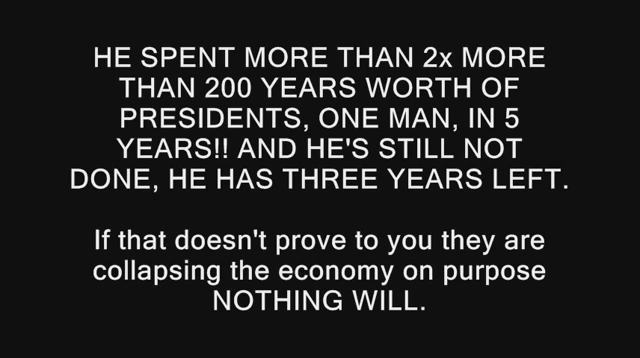 HE SPENT MORE THAN 2x MORE
THAN 200 YEARS WORTH OF
PRESIDENTS, ONE MAN, IN 5
YEARS!! AND HE'S STILL NOT
DONE, HE HAS THREE YEARS LEFT.
If that doesn't prove to you they are
collapsing the economy on purpose
NOTHING WILL.